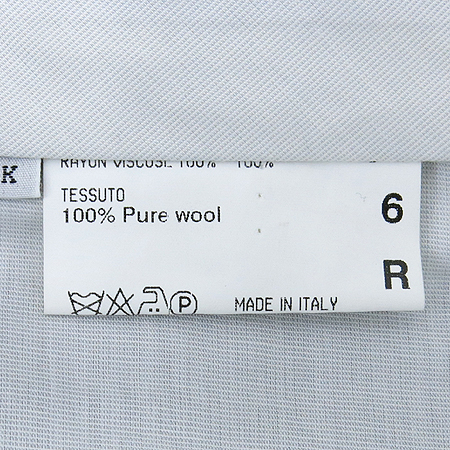 RAYON VISCOSE 100% 100%
K
TESSUTO
100% Pure wool
6
R
P
MADE IN ITALY